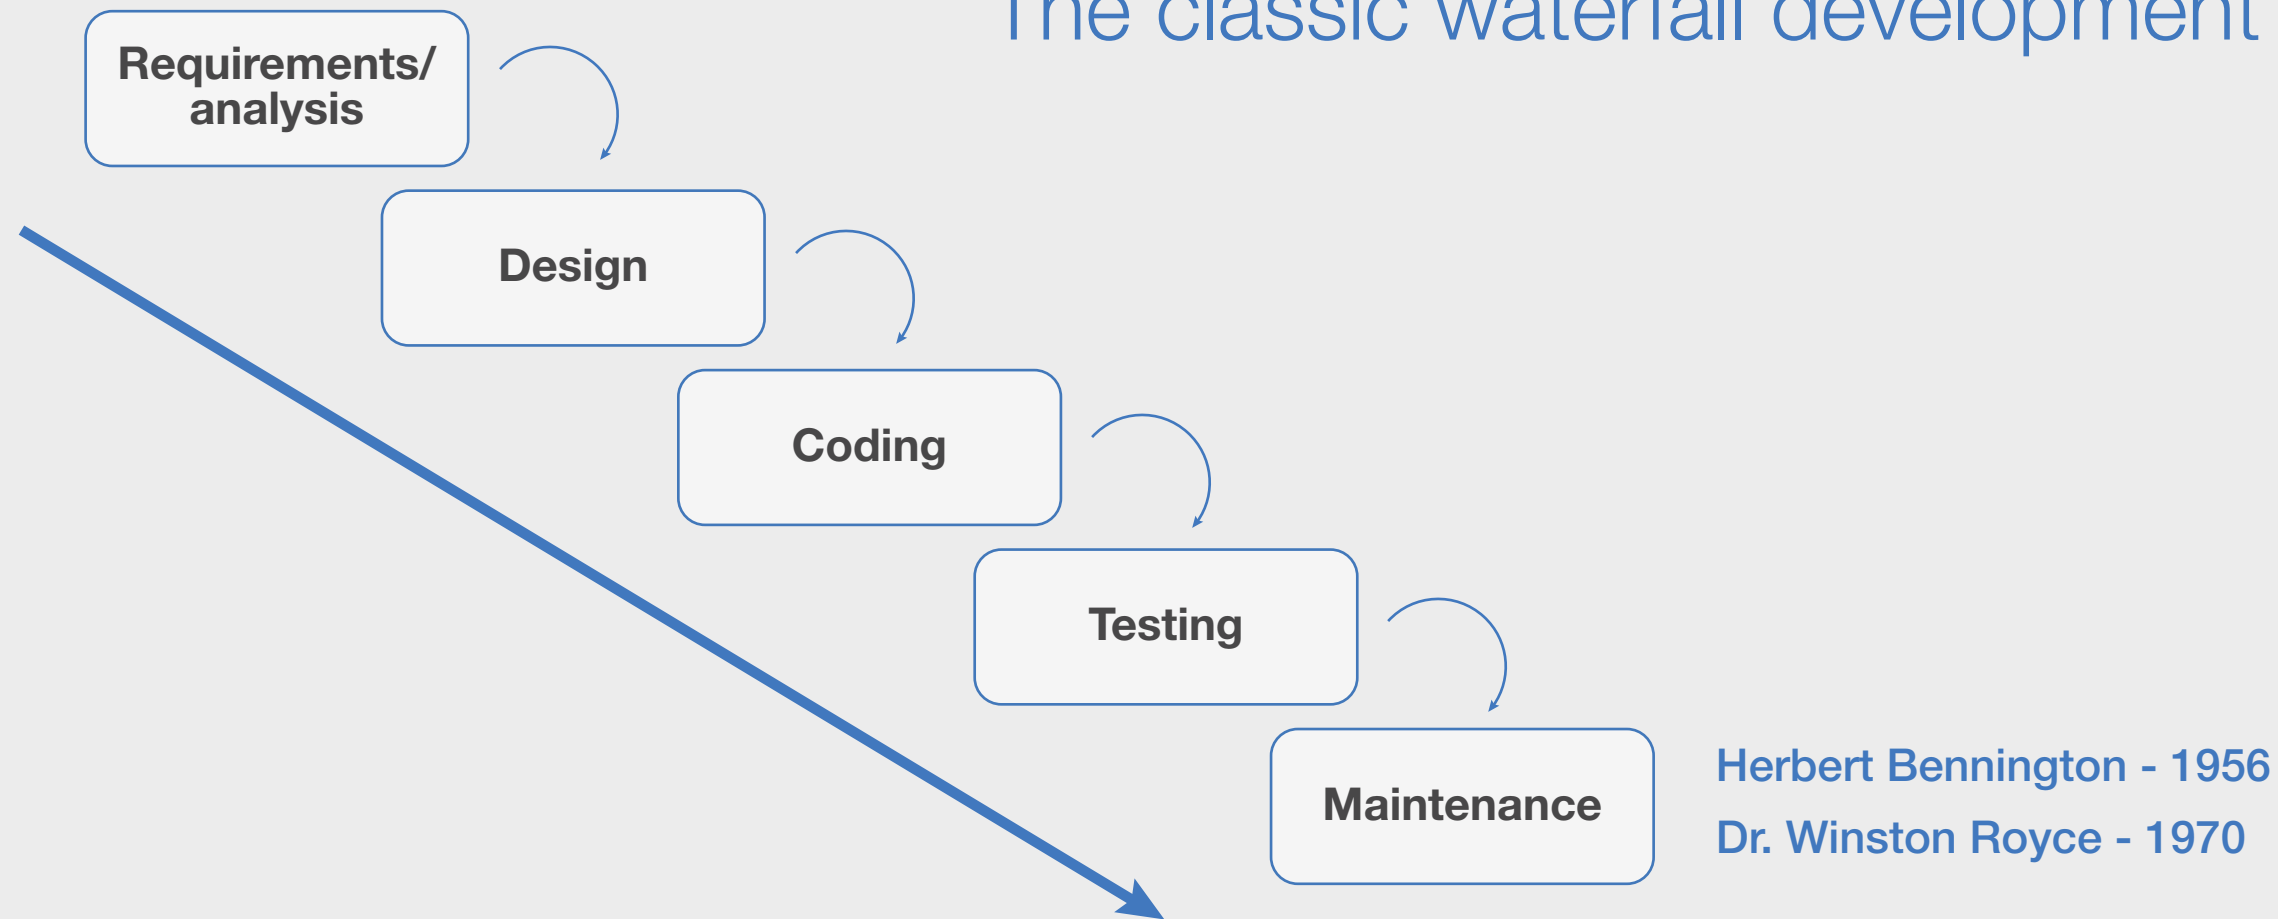 The classic waterfall development
Requirements/
analysis
Design
Coding
Testing
Maintenance
Herbert Bennington - 1956
Dr. Winston Royce - 1970